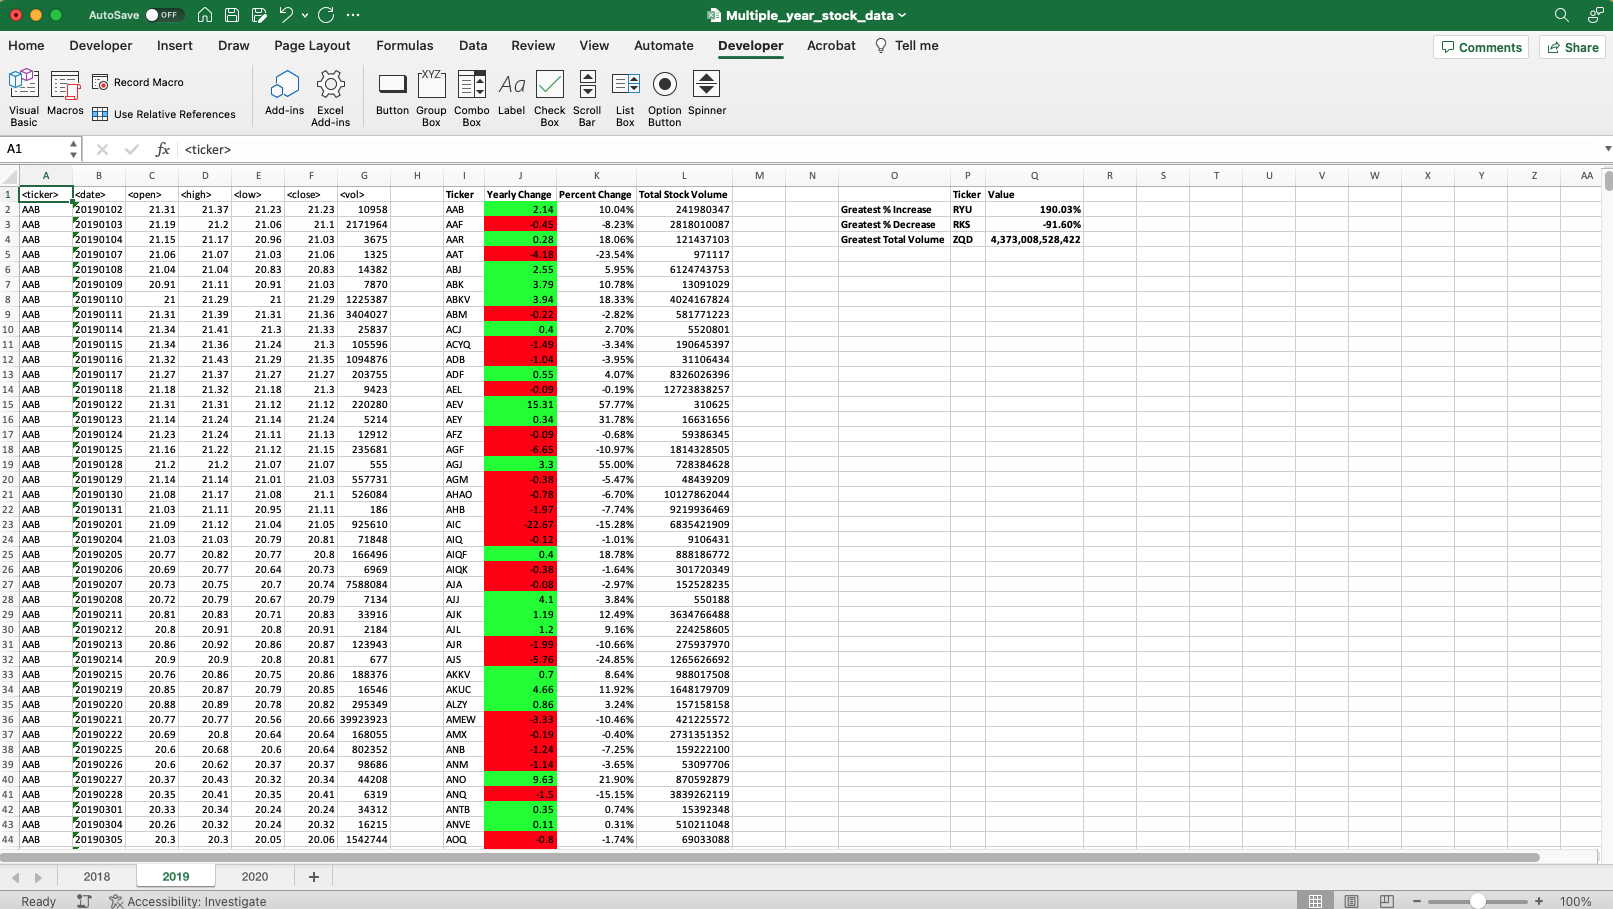 AutoSave OFF Multiple_year_stock_data
Home Developer Insert Draw Page Layout Formulas Data Review View Automate Developer Acrobat Tell me Comments Share
Visual Basic Macros Record Macro Use Relative References Add-ins Excel Add-ins Button Group Box Combo Box Label Check Box Scroll Bar List Box Option Button Spinner
XYZ Aa
A1 fx <ticker>
A B C D E F G H I J K L M N O P Q R S T U V W X Y Z AA
1 <ticker> <date> <open> <high> <low> <close> <vol> Ticker Yearly Change Percent Change Total Stock Volume Ticker Value
2 AAB 20190102 21.31 21.37 21.23 21.23 10958 AAB 2.14 10.04% 241980347 Greatest % Increase RYU 190.03%
3 AAB 20190103 21.19 21.2 21.06 21.1 2171964 AAF -0.45 -8.23% 2818010087 Greatest % Decrease RKS -91.60%
4 AAB 20190104 21.15 21.17 20.96 21.03 3675 AAR 0.28 18.06% 121437103 Greatest Total Volume ZQD 4,373,008,528,422
5 AAB 20190107 21.06 21.07 21.03 21.06 1325 AAT -4.18 -23.54% 971117
6 AAB 20190108 21.04 21.04 20.83 20.83 14382 ABJ 2.55 5.95% 6124743753
7 AAB 20190109 20.91 21.11 20.91 21.03 7870 ABK 3.79 10.78% 13091029
8 AAB 20190110 21 21.29 21 21.29 1225387 ABKV 3.94 18.33% 4024167824
9 AAB 20190111 21.31 21.39 21.31 21.36 3404027 ABM -0.22 -2.82% 581771223
10 AAB 20190114 21.34 21.41 21.3 21.33 25837 ACJ 0.4 2.70% 5520801
11 AAB 20190115 21.34 21.36 21.24 21.3 105596 ACYQ -1.49 -3.34% 190645397
12 AAB 20190116 21.32 21.43 21.29 21.35 1094876 ADB -1.04 -3.95% 31106434
13 AAB 20190117 21.27 21.37 21.27 21.27 203755 ADF 0.55 4.07% 8326026396
14 AAB 20190118 21.18 21.32 21.18 21.3 9423 AEL -0.09 -0.19% 12723838257
15 AAB 20190122 21.31 21.31 21.12 21.12 220280 AEV 15.31 57.77% 310625
16 AAB 20190123 21.14 21.24 21.14 21.24 5214 AEY 0.34 31.78% 16631656
17 AAB 20190124 21.23 21.24 21.11 21.13 12912 AFZ -0.09 -0.68% 59386345
18 AAB 20190125 21.16 21.22 21.12 21.15 235681 AGF -6.65 -10.97% 1814328505
19 AAB 20190128 21.2 21.2 21.07 21.07 555 AGJ 3.3 55.00% 728384628
20 AAB 20190129 21.14 21.14 21.01 21.03 557731 AGM -0.38 -5.47% 48439209
21 AAB 20190130 21.08 21.17 21.08 21.1 526084 AHAO -0.78 -6.70% 10127862044
22 AAB 20190131 21.03 21.11 20.95 21.11 186 AHB -1.97 -7.74% 9219936469
23 AAB 20190201 21.09 21.12 21.04 21.05 925610 AIC -22.67 -15.28% 6835421909
24 AAB 20190204 21.03 21.03 20.79 20.81 71848 AIQ -0.12 -1.01% 9106431
25 AAB 20190205 20.77 20.82 20.77 20.8 166496 AIQF 0.4 18.78% 888186772
26 AAB 20190206 20.69 20.77 20.64 20.73 6969 AIQK -0.38 -1.64% 301720349
27 AAB 20190207 20.73 20.75 20.7 20.74 7588084 AJA -0.08 -2.97% 152528235
28 AAB 20190208 20.72 20.79 20.67 20.79 7134 AJJ 4.1 3.84% 550188
29 AAB 20190211 20.81 20.83 20.71 20.83 33916 AJK 1.19 12.49% 3634766488
30 AAB 20190212 20.8 20.91 20.8 20.91 2184 AJL 1.2 9.16% 224258605
31 AAB 20190213 20.86 20.92 20.86 20.87 123943 AJR -1.99 -10.66% 275937970
32 AAB 20190214 20.9 20.9 20.8 20.81 677 AJS -5.76 -24.85% 1265626692
33 AAB 20190215 20.76 20.86 20.75 20.86 188376 AKKV 0.7 8.64% 988017508
34 AAB 20190219 20.85 20.87 20.79 20.85 16546 AKUC 4.66 11.92% 1648179709
35 AAB 20190220 20.88 20.89 20.78 20.82 295349 ALZY 0.86 3.24% 157158158
36 AAB 20190221 20.77 20.77 20.56 20.66 39923923 AMEW -3.33 -10.46% 421225572
37 AAB 20190222 20.69 20.8 20.64 20.64 168055 AMX -0.19 -0.40% 2731351352
38 AAB 20190225 20.6 20.68 20.6 20.64 802352 ANB -1.24 -7.25% 159222100
39 AAB 20190226 20.6 20.62 20.37 20.37 98686 ANM -1.14 -3.65% 53097706
40 AAB 20190227 20.37 20.43 20.32 20.34 44208 ANO 9.63 21.90% 870592879
41 AAB 20190228 20.35 20.41 20.35 20.41 6319 ANQ -1.5 -15.15% 3839262119
42 AAB 20190301 20.33 20.34 20.24 20.24 34312 ANTB 0.35 0.74% 15392348
43 AAB 20190304 20.26 20.32 20.24 20.32 16215 ANVE 0.11 0.31% 510211048
44 AAB 20190305 20.3 20.3 20.05 20.06 1542744 AOQ -0.8 -1.74% 69033088
2018 2019 2020
Ready Accessibility: Investigate 100%